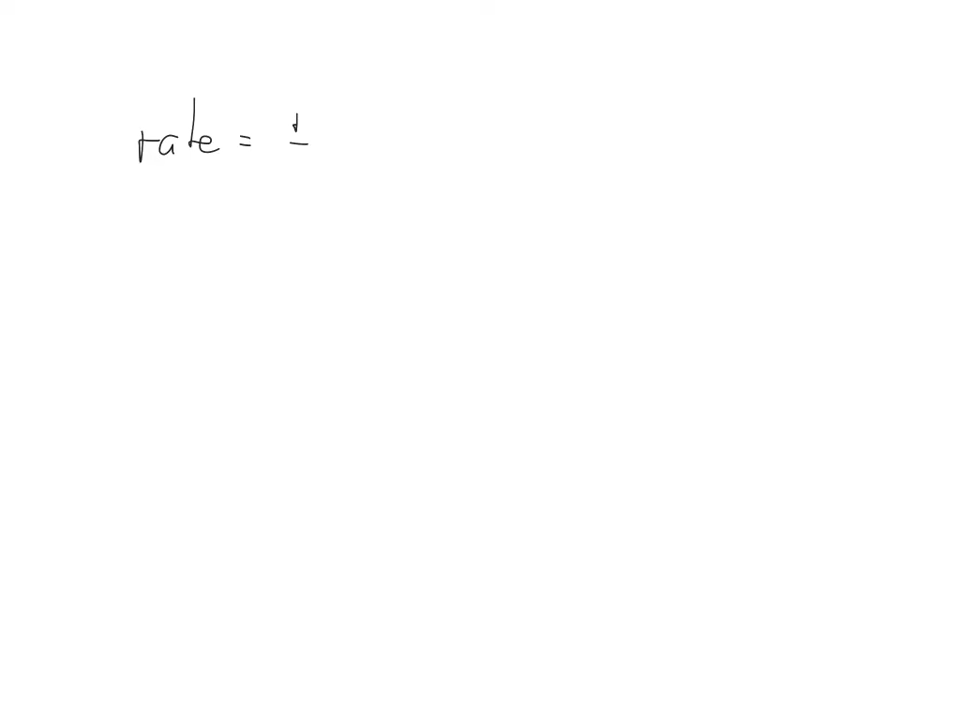 rate =